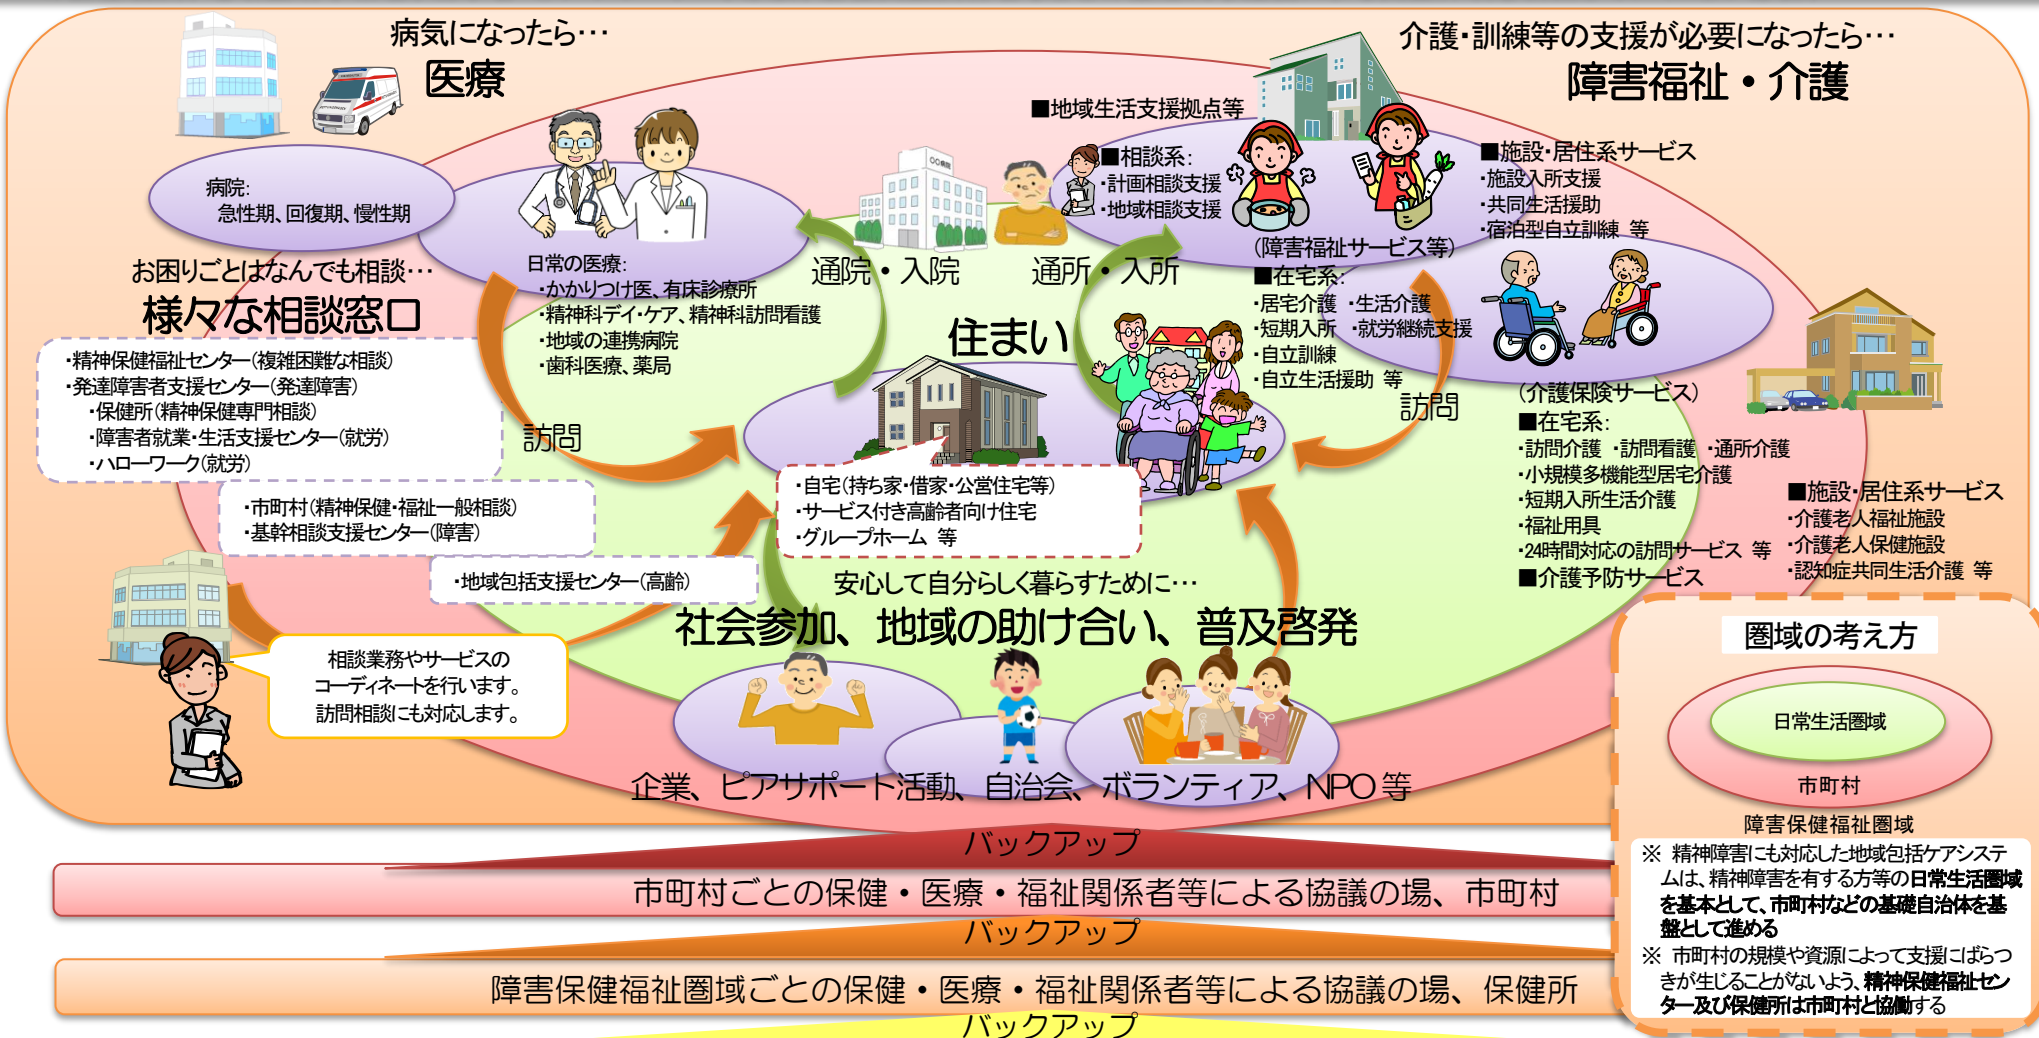 病気になったら…
医療
介護・訓練等の支援が必要になったら…
障害福祉・介護
病院:
急性期、回復期、慢性期
日常の医療:
・かかりつけ医、有床診療所
・精神科デイ・ケア、精神科訪問看護
・地域の連携病院
・歯科医療、薬局
○○病院
通院・入院
通所・入所
■地域生活支援拠点等
■相談系:
・計画相談支援
・地域相談支援
■施設・居住系サービス
・施設入所支援
・共同生活援助
・宿泊型自立訓練 等
(障害福祉サービス等)
■在宅系:
・居宅介護 ・生活介護
・短期入所 ・就労継続支援
・自立訓練
・自立生活援助 等
訪問
(介護保険サービス)
■在宅系:
・訪問介護 ・訪問看護 ・通所介護
・小規模多機能型居宅介護
・短期入所生活介護
・福祉用具
・24時間対応の訪問サービス 等
■介護予防サービス
■施設・居住系サービス
・介護老人福祉施設
・介護老人保健施設
・認知症共同生活介護 等
お困りごとはなんでも相談…
様々な相談窓口
・精神保健福祉センター(複雑困難な相談)
・発達障害者支援センター(発達障害)
・保健所(精神保健専門相談)
・障害者就業・生活支援センター(就労)
・ハローワーク(就労)
・市町村(精神保健・福祉一般相談)
・基幹相談支援センター(障害)
・地域包括支援センター(高齢)
訪問
相談業務やサービスの
コーディネートを行います。
訪問相談にも対応します。
住まい
・自宅(持ち家・借家・公営住宅等)
・サービス付き高齢者向け住宅
・グループホーム 等
安心して自分らしく暮らすために…
社会参加、地域の助け合い、普及啓発
企業、ピアサポート活動、自治会、ボランティア、NPO 等
圏域の考え方
日常生活圏域
市町村
障害保健福祉圏域
※ 精神障害にも対応した地域包括ケアシステ
ムは、精神障害を有する方等の日常生活圏域
を基本として、市町村などの基礎自治体を基
盤として進める
※ 市町村の規模や資源によって支援にばらつ
きが生じることがないよう、精神保健福祉セン
ター及び保健所は市町村と協働する
バックアップ
市町村ごとの保健・医療・福祉関係者等による協議の場、市町村
バックアップ
障害保健福祉圏域ごとの保健・医療・福祉関係者等による協議の場、保健所
バックアップ